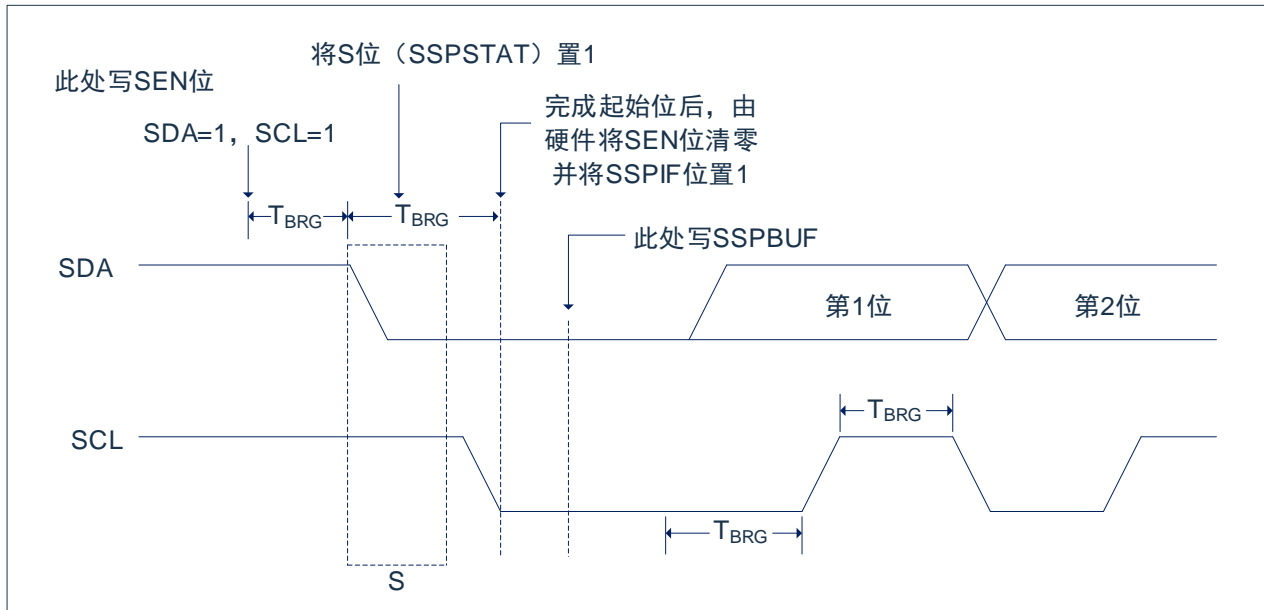 将S位（SSPSTAT）置1
此处写SEN位
SDA=1，SCL=1
完成起始位后，由
硬件将SEN位清零
并将SSPIF位置1
TBRG
TBRG
此处写SSPBUF
SDA
第1位
第2位
TBRG
SCL
TBRG
S